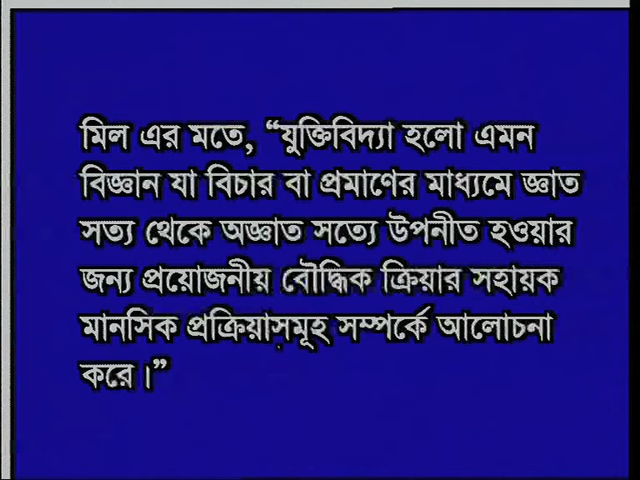 মিল এর মতে, “যুক্তিবিদ্যা হলো এমন
বিজ্ঞান যা বিচার বা প্রমাণের মাধ্যমে জ্ঞাত
সত্য থেকে অজ্ঞাত সত্যে উপনীত হওয়ার
জন্য প্রয়োজনীয় বৌদ্ধিক ক্রিয়ার সহায়ক
মানসিক প্রক্রিয়াসমূহ সম্পর্কে আলোচনা
করে।”